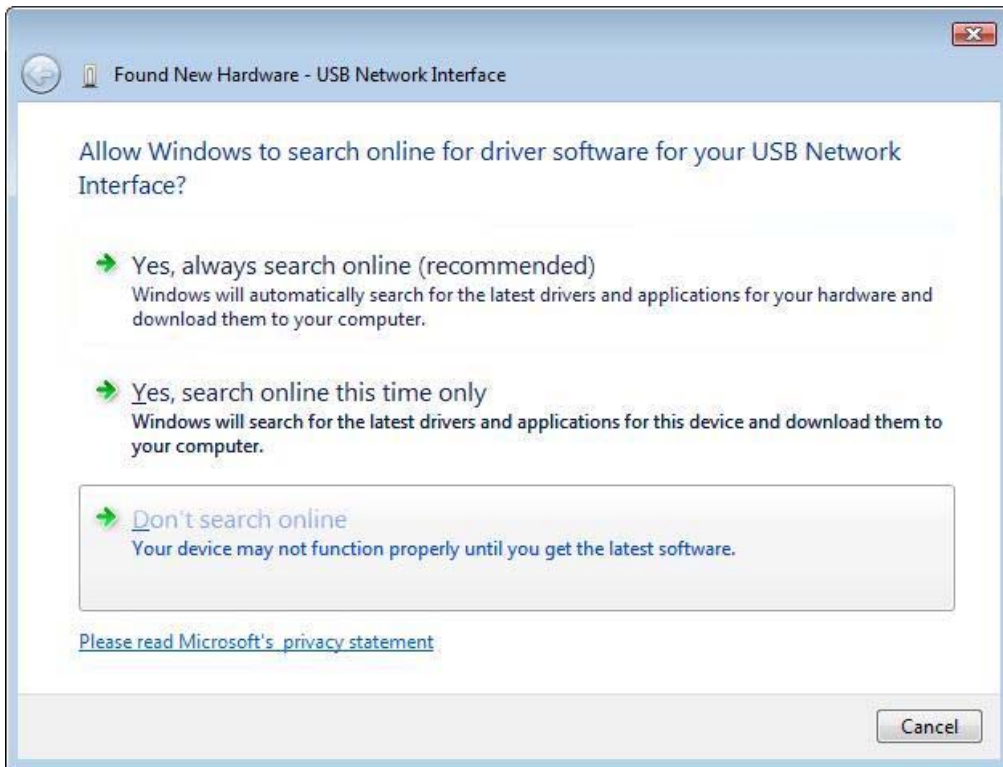 Found New Hardware - USB Network Interface
Allow Windows to search online for driver software for your USB Network
Interface?
Yes, always search online (recommended)
Windows will automatically search for the latest drivers and applications for your hardware and
download them to your computer.
Yes, search online this time only
Windows will search for the latest drivers and applications for this device and download them to
your computer.
Don't search online
Your device may not function properly until you get the latest software.
Please read Microsoft's privacy statement
Cancel